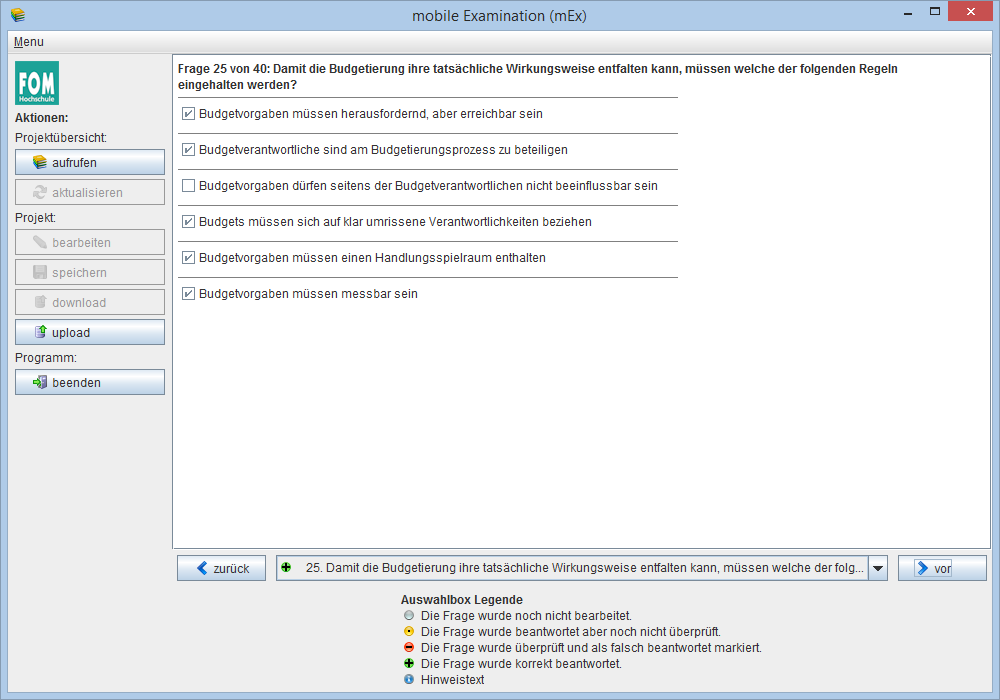 mobile Examination (mEx)
Menu
FOM
Hochschule
Aktionen:
Projektübersicht:
aufrufen
aktualisieren
Projekt:
bearbeiten
speichern
download
upload
Programm:
beenden
Frage 25 von 40: Damit die Budgetierung ihre tatsächliche Wirkungsweise entfalten kann, müssen welche der folgenden Regeln
eingehalten werden?
Budgetvorgaben müssen herausfordernd, aber erreichbar sein
Budgetverantwortliche sind am Budgetierungsprozess zu beteiligen
Budgetvorgaben dürfen seitens der Budgetverantwortlichen nicht beeinflussbar sein
Budgets müssen sich auf klar umrissene Verantwortlichkeiten beziehen
Budgetvorgaben müssen einen Handlungsspielraum enthalten
Budgetvorgaben müssen messbar sein
zurück
25. Damit die Budgetierung ihre tatsächliche Wirkungsweise entfalten kann, müssen welche der folg...
vor
Auswahlbox Legende
Die Frage wurde noch nicht bearbeitet.
Die Frage wurde beantwortet aber noch nicht überprüft.
Die Frage wurde überprüft und als falsch beantwortet markiert.
Die Frage wurde korrekt beantwortet.
Hinweistext